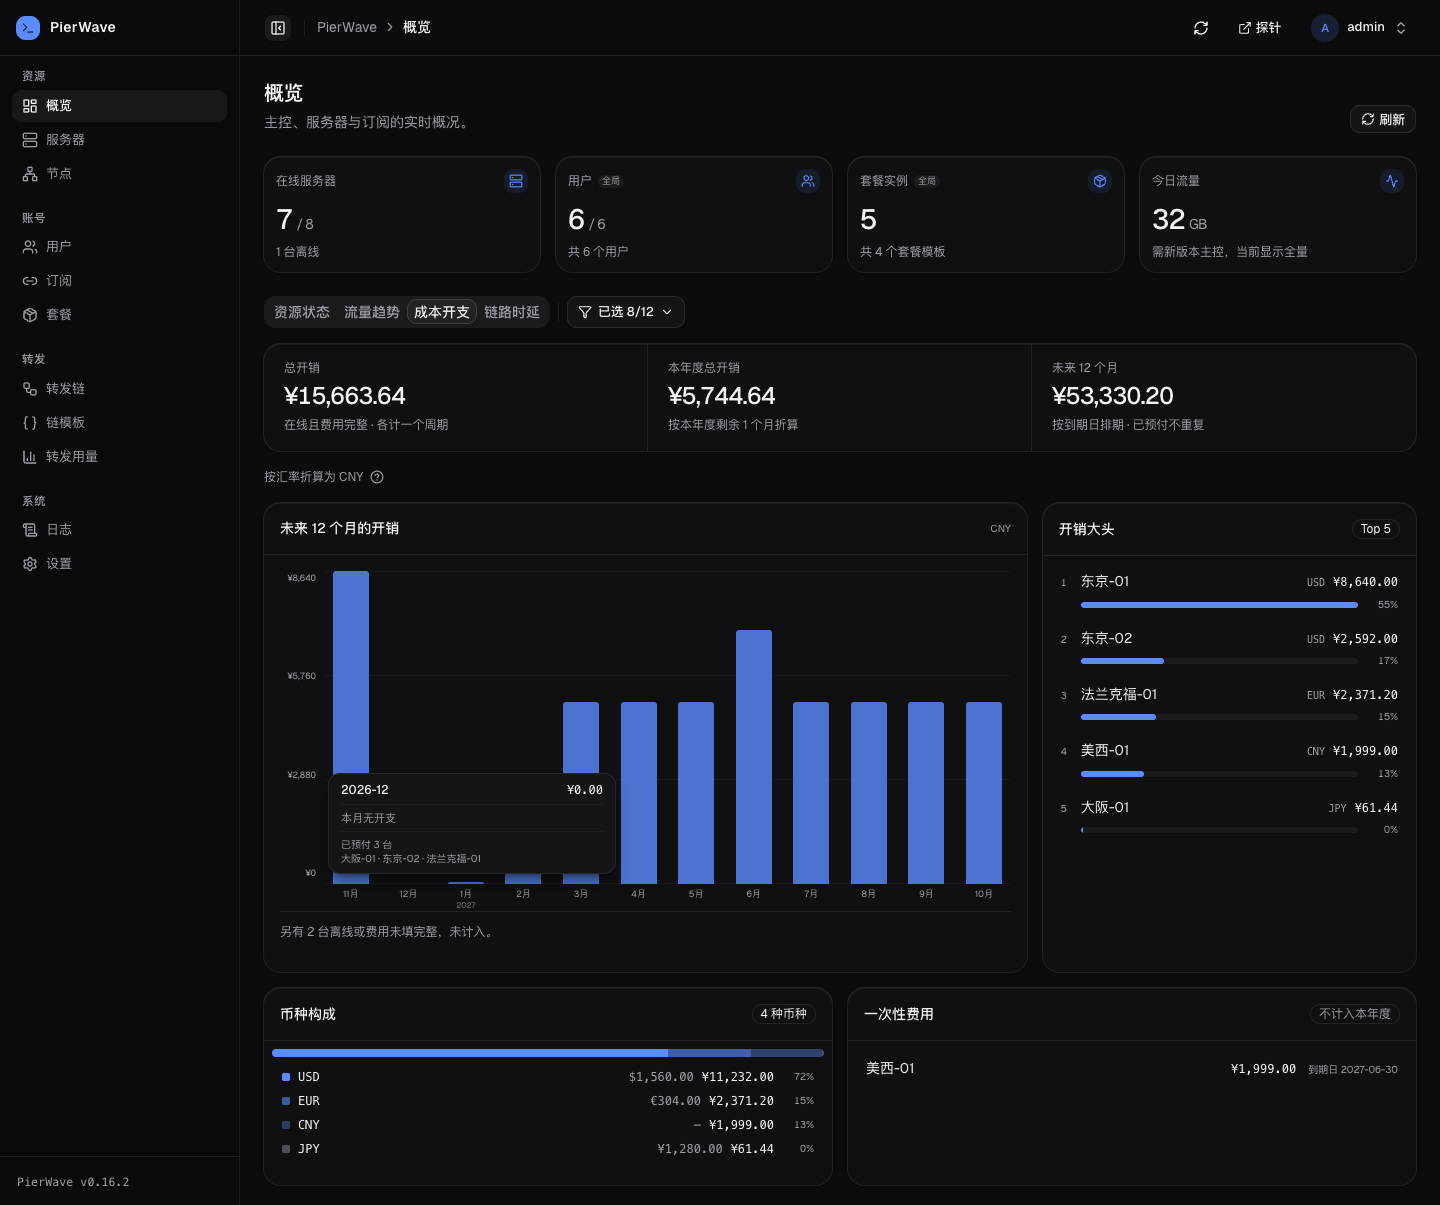 PierWave
PierWave > 概览
探针
A admin
资源
概览
服务器
节点
账号
用户
订阅
套餐
转发
转发链
链模板
转发用量
系统
日志
设置
PierWave v0.16.2
概览
主控、服务器与订阅的实时概况。
刷新
在线服务器
7 / 8
1 台离线
用户 全局
6 / 6
共 6 个用户
套餐实例 全局
5
共 4 个套餐模板
今日流量
32 GB
需新版本主控，当前显示全量
资源状态 流量趋势 成本开支 链路时延
已选 8/12
总开销
¥15,663.64
在线且费用完整 · 各计一个周期
本年度总开销
¥5,744.64
按本年度剩余 1 个月折算
未来 12 个月
¥53,330.20
按到期日排期 · 已预付不重复
按汇率折算为 CNY
未来 12 个月的开销 CNY
¥8,640
¥5,760
¥2,880
¥0
2026-12 ¥0.00
本月无开支
已预付 3 台
大阪-01 · 东京-02 · 法兰克福-01
11月 12月 1月 2月 3月 4月 5月 6月 7月 8月 9月 10月
2027
另有 2 台离线或费用未填完整，未计入。
开销大头 Top 5
1 东京-01 USD ¥8,640.00
55%
2 东京-02 USD ¥2,592.00
17%
3 法兰克福-01 EUR ¥2,371.20
15%
4 美西-01 CNY ¥1,999.00
13%
5 大阪-01 JPY ¥61.44
0%
币种构成 4 种币种
USD $1,560.00 ¥11,232.00 72%
EUR €304.00 ¥2,371.20 15%
CNY — ¥1,999.00 13%
JPY ¥1,280.00 ¥61.44 0%
一次性费用 不计入本年度
美西-01 ¥1,999.00 到期日 2027-06-30